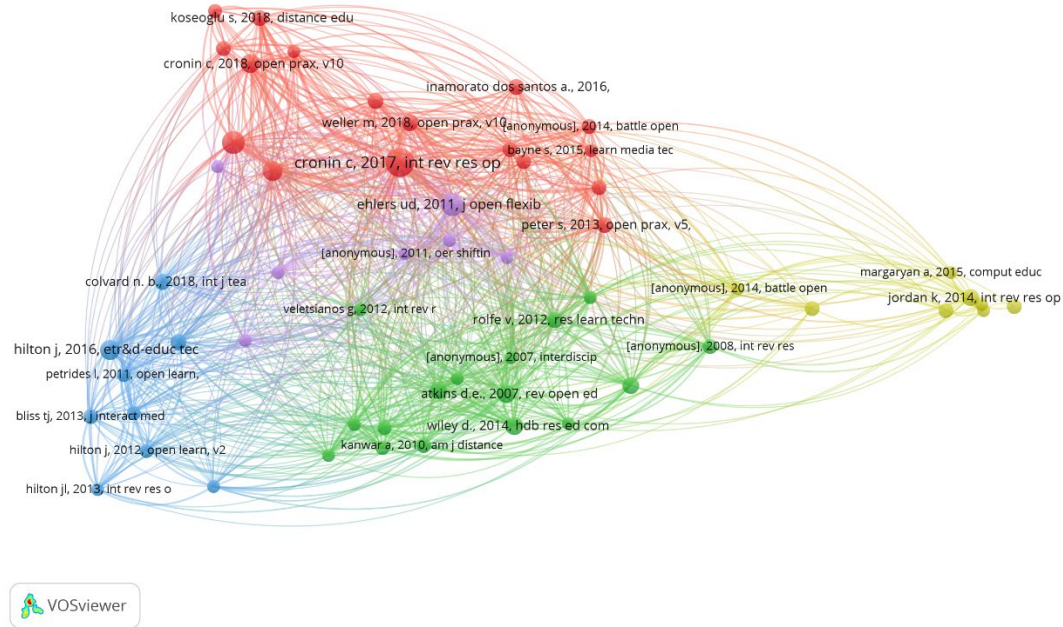 koseoglu s, 2018, distance edu
cronin c, 2018, open prax, v10
inamorato dos santos a., 2016,
weller m, 2018, open prax, v10
[anonymous], 2014, battle open
bayne s, 2015, learn media tec
cronin c, 2017, int rev res op
ehlers ud, 2011, j open flexib
peter s, 2013, open prax, v5,
[anonymous], 2011, oer shiftin
margaryan a, 2015, comput educ
colvard n. b., 2018, int j tea
[anonymous], 2014, battle open
jordan k, 2014, int rev res op
veletsianos g, 2012, int rev r
rolfe v, 2012, res learn techn
hilton j, 2016, etr&d-educ tec
[anonymous], 2008, int rev res
[anonymous], 2007, interdiscip
petrides l, 2011, open learn,
atkins d.e., 2007, rev open ed
bliss tj, 2013, j interact med
wiley d., 2014, hdb res ed com
kanwar a, 2010, am j distance
hilton j, 2012, open learn, v2
hilton jl, 2013, int rev res o
VOSviewer